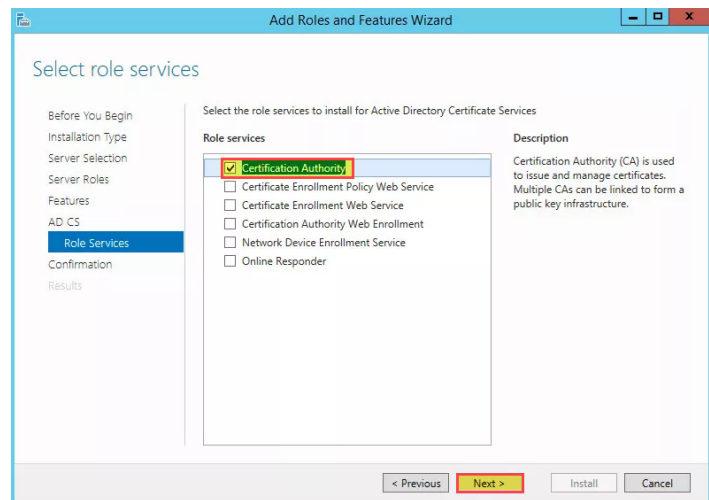 Add Roles and Features Wizard
Select role services
Before You Begin
Installation Type
Server Selection
Server Roles
Features
AD CS
Role Services
Confirmation
Results
Select the role services to install for Active Directory Certificate Services
Role services
Certification Authority
Certificate Enrollment Policy Web Service
Certificate Enrollment Web Service
Certification Authority Web Enrollment
Network Device Enrollment Service
Online Responder
Description
Certification Authority (CA) is used
to issue and manage certificates.
Multiple CAs can be linked to form a
public key infrastructure.
< Previous
Next >
Install
Cancel